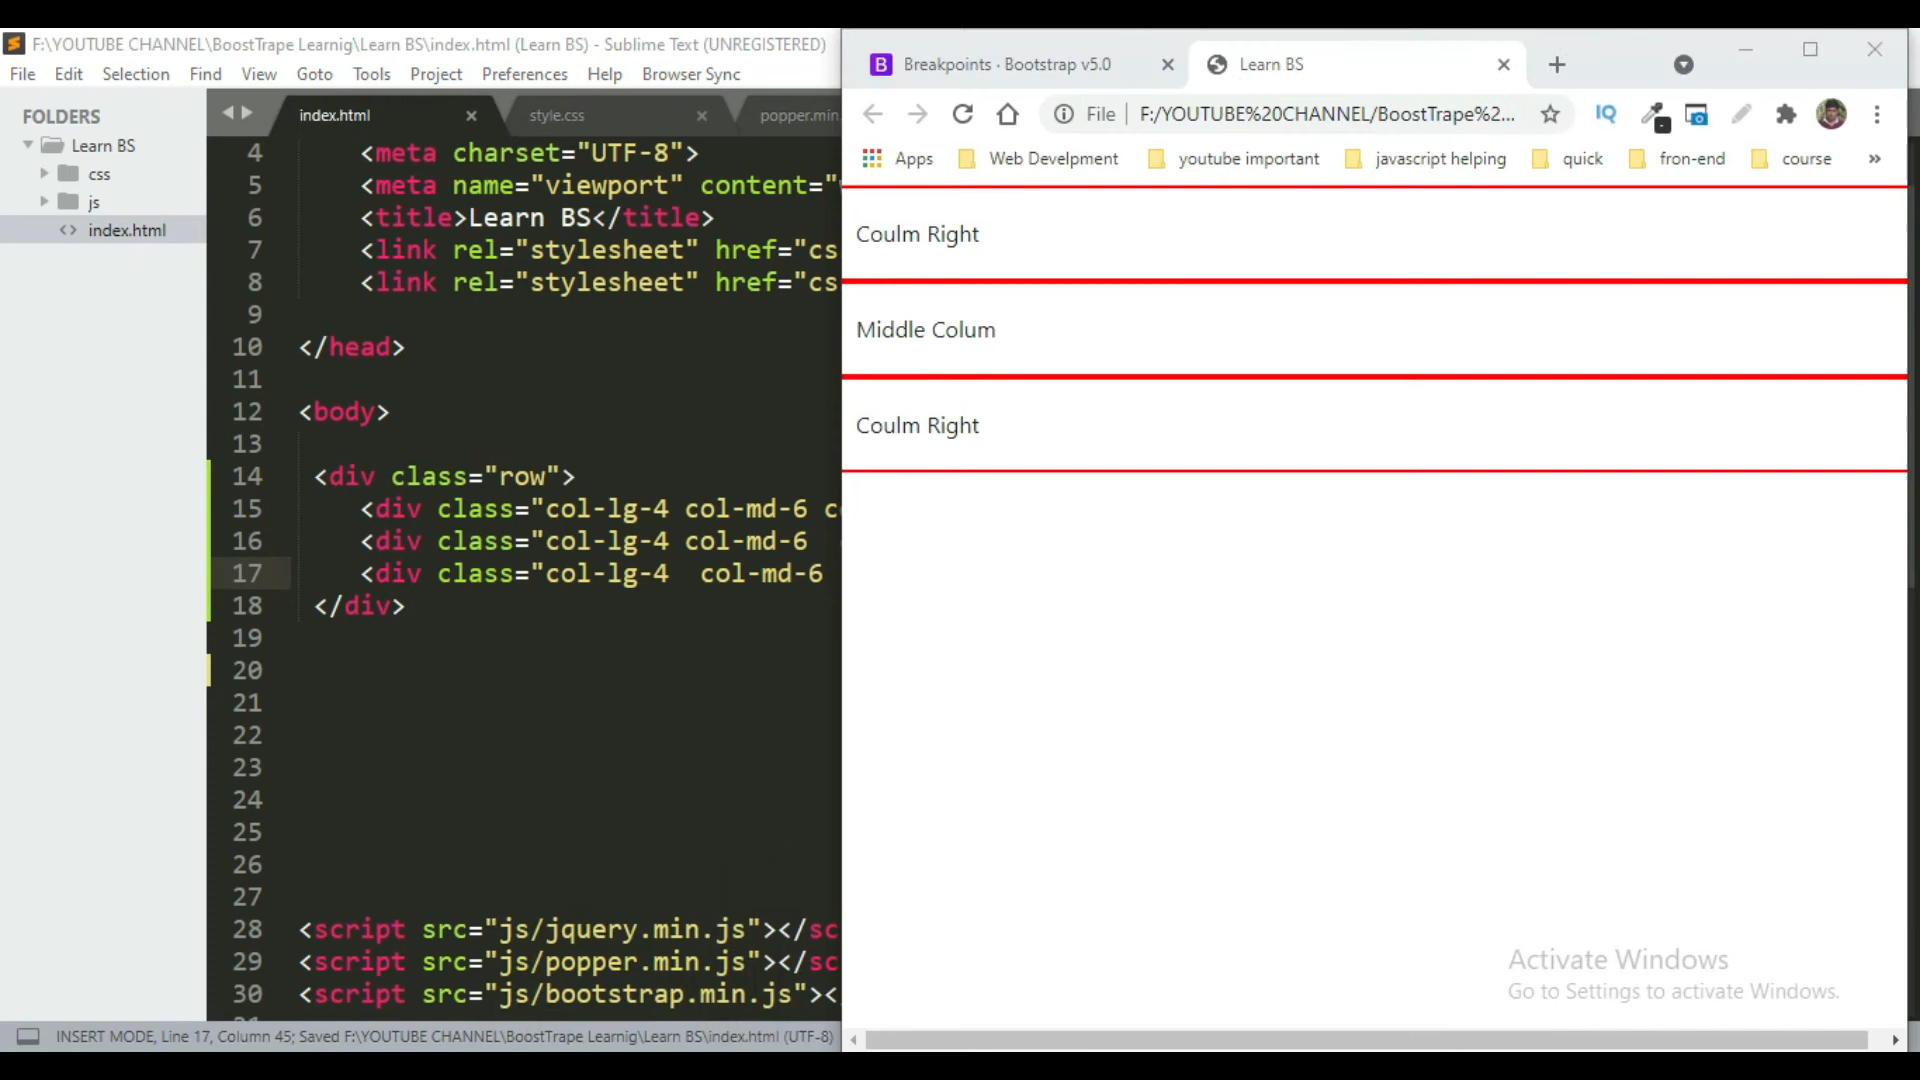 F:\YOUTUBE CHANNEL\BoostTrape Learnig\Learn BS\index.html (Learn BS) - Sublime Text (UNREGISTERED)
File Edit Selection Find View Goto Tools Project Preferences Help Browser Sync
FOLDERS
Learn BS
css
js
index.html
index.html style.css popper.min.
4 <meta charset="UTF-8">
5 <meta name="viewport" content="
6 <title>Learn BS</title>
7 <link rel="stylesheet" href="cs
8 <link rel="stylesheet" href="cs
9
10 </head>
11
12 <body>
13
14 <div class="row">
15 <div class="col-lg-4 col-md-6 c
16 <div class="col-lg-4 col-md-6
17 <div class="col-lg-4  col-md-6
18 </div>
19
20
21
22
23
24
25
26
27
28 <script src="js/jquery.min.js"></sc
29 <script src="js/popper.min.js"></sc
30 <script src="js/bootstrap.min.js"><
INSERT MODE, Line 17, Column 45; Saved F:\YOUTUBE CHANNEL\BoostTrape Learnig\Learn BS\index.html (UTF-8)
B Breakpoints · Bootstrap v5.0 Learn BS
File F:/YOUTUBE%20CHANNEL/BoostTrape%2...
IQ
Apps Web Develpment youtube important javascript helping quick fron-end course »
Coulm Right
Middle Colum
Coulm Right
Activate Windows
Go to Settings to activate Windows.